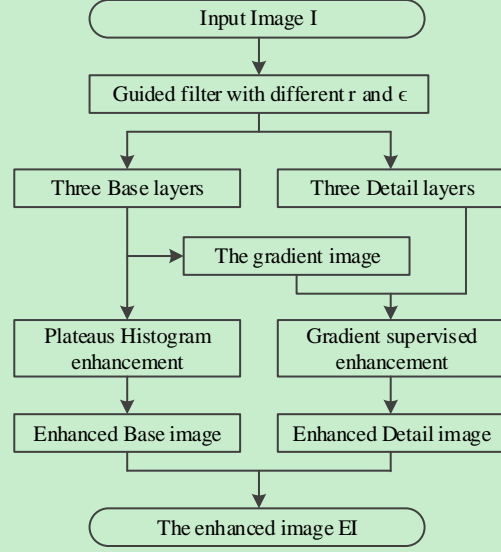 Input Image I
Guided filter with different r and ϵ
Three Base layers
Three Detail layers
The gradient image
Plateaus Histogram
enhancement
Gradient supervised
enhancement
Enhanced Base image
Enhanced Detail image
The enhanced image EI